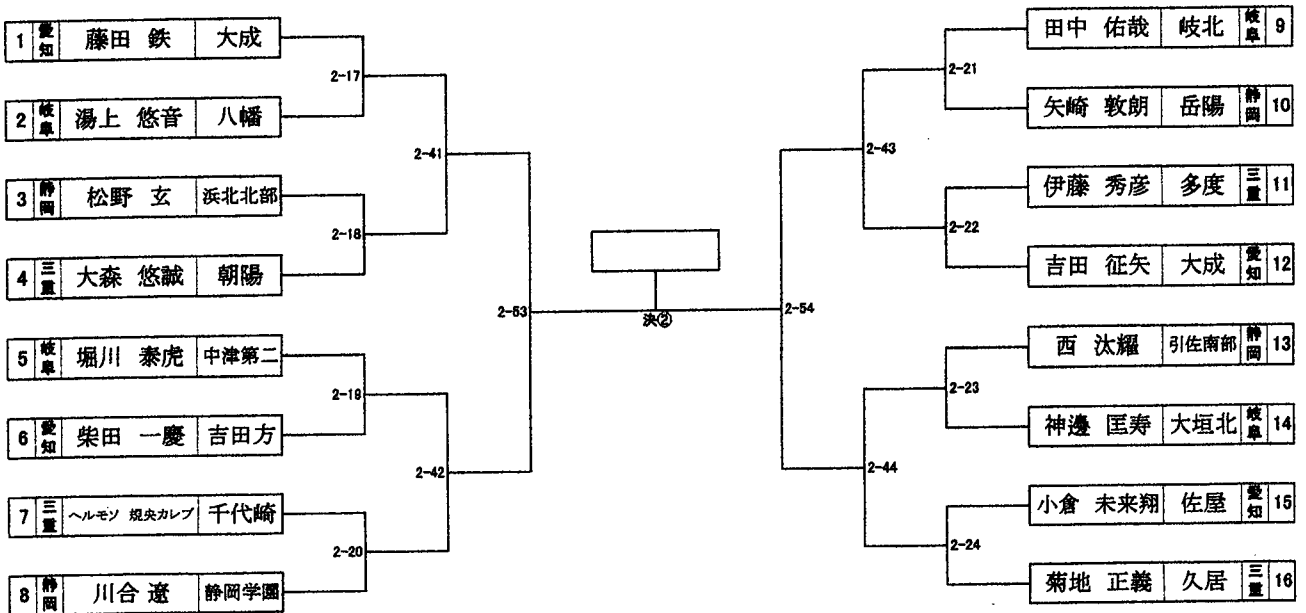 1 愛知 藤田 鉄 大成
2-17
2 岐阜 湯上 悠音 八幡
2-41
3 静岡 松野 玄 浜北北部
2-18
4 三重 大森 悠誠 朝陽
2-53
5 岐阜 堀川 泰虎 中津第二
2-19
6 愛知 柴田 一慶 吉田方
2-42
7 三重 ヘルモソ 規央カレブ 千代崎
2-20
8 静岡 川合 遼 静岡学園
決②
田中 佑哉 岐北 岐阜 9
2-21
矢崎 敦朗 岳陽 静岡 10
2-43
伊藤 秀彦 多度 三重 11
2-22
吉田 征矢 大成 愛知 12
2-54
西 汰耀 引佐南部 静岡 13
2-23
神邊 匡寿 大垣北 岐阜 14
2-44
小倉 未来翔 佐屋 愛知 15
2-24
菊地 正義 久居 三重 16